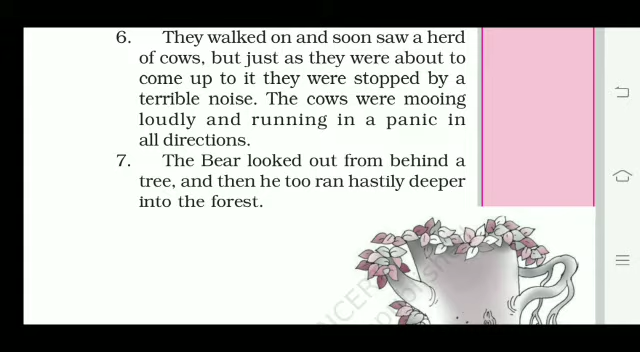 6. They walked on and soon saw a herd
of cows, but just as they were about to
come up to it they were stopped by a
terrible noise. The cows were mooing
loudly and running in a panic in
all directions.
7. The Bear looked out from behind a
tree, and then he too ran hastily deeper
into the forest.